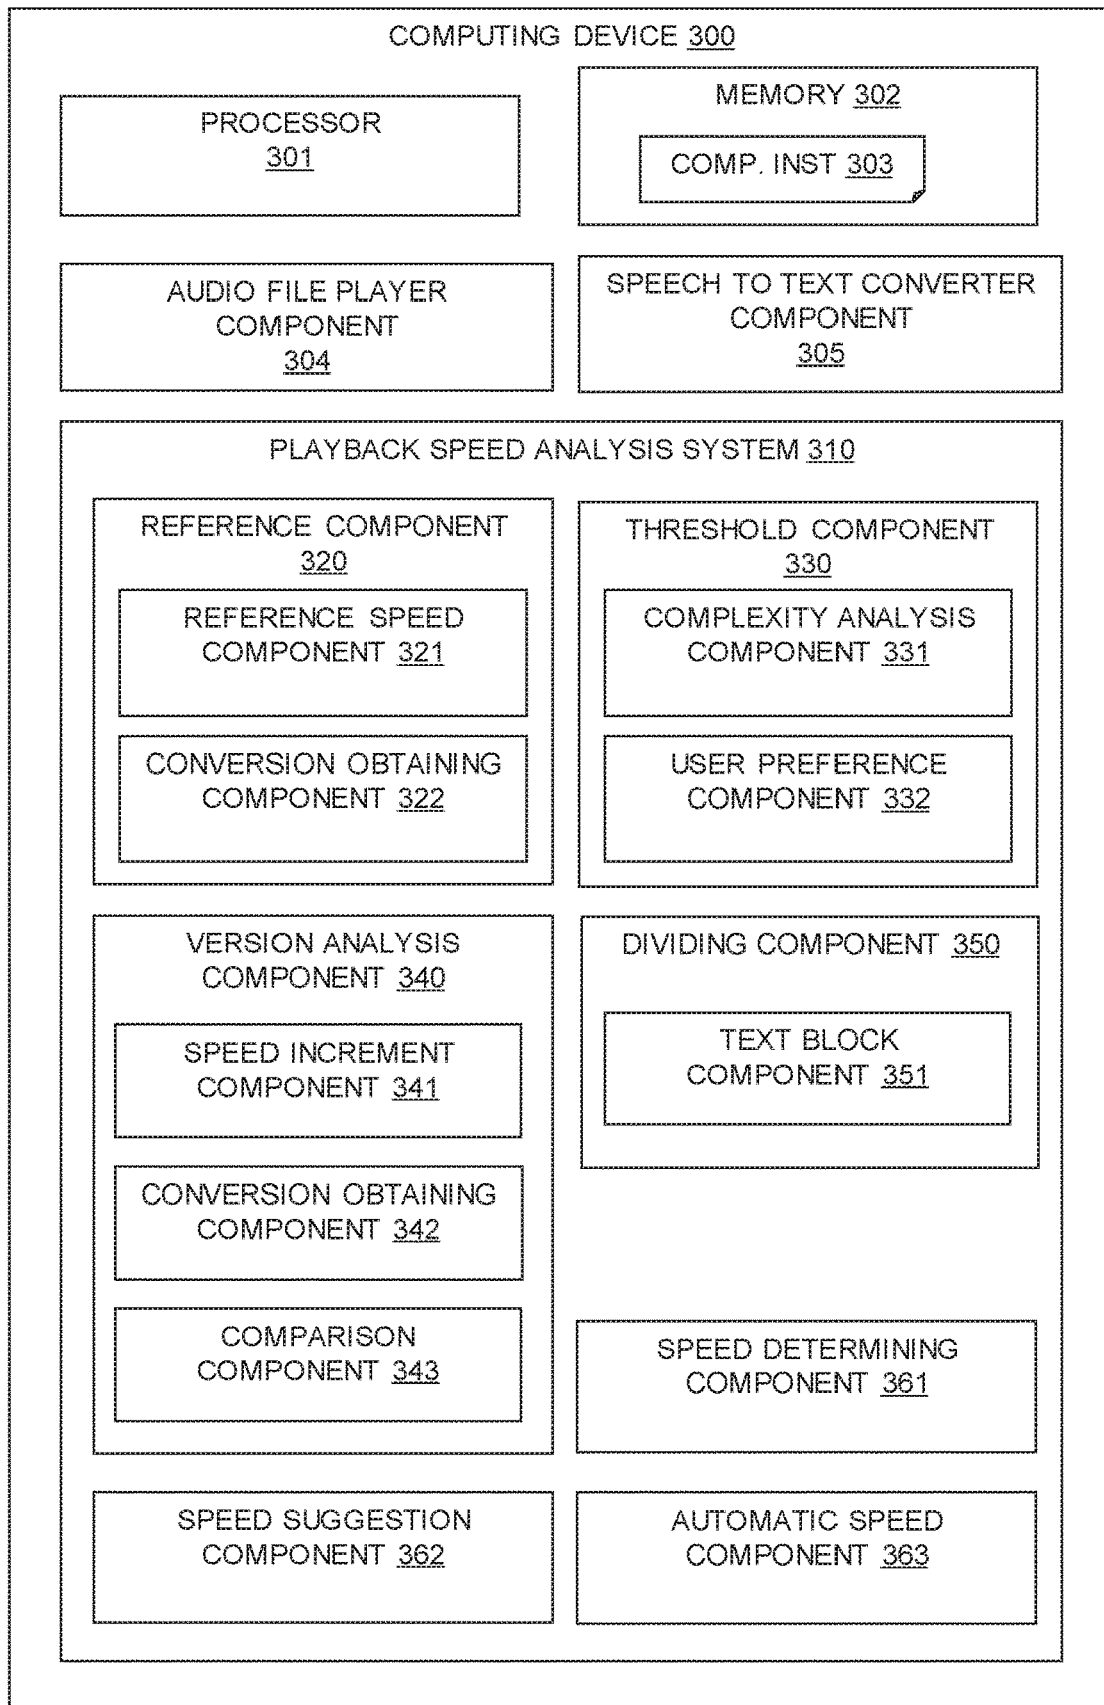 COMPUTING DEVICE 300
PROCESSOR
301
MEMORY 302
COMP. INST 303
AUDIO FILE PLAYER
COMPONENT
304
SPEECH TO TEXT CONVERTER
COMPONENT
305
PLAYBACK SPEED ANALYSIS SYSTEM 310
REFERENCE COMPONENT
320
REFERENCE SPEED
COMPONENT 321
CONVERSION OBTAINING
COMPONENT 322
THRESHOLD COMPONENT
330
COMPLEXITY ANALYSIS
COMPONENT 331
USER PREFERENCE
COMPONENT 332
VERSION ANALYSIS
COMPONENT 340
SPEED INCREMENT
COMPONENT 341
CONVERSION OBTAINING
COMPONENT 342
COMPARISON
COMPONENT 343
DIVIDING COMPONENT 350
TEXT BLOCK
COMPONENT 351
SPEED DETERMINING
COMPONENT 361
SPEED SUGGESTION
COMPONENT 362
AUTOMATIC SPEED
COMPONENT 363